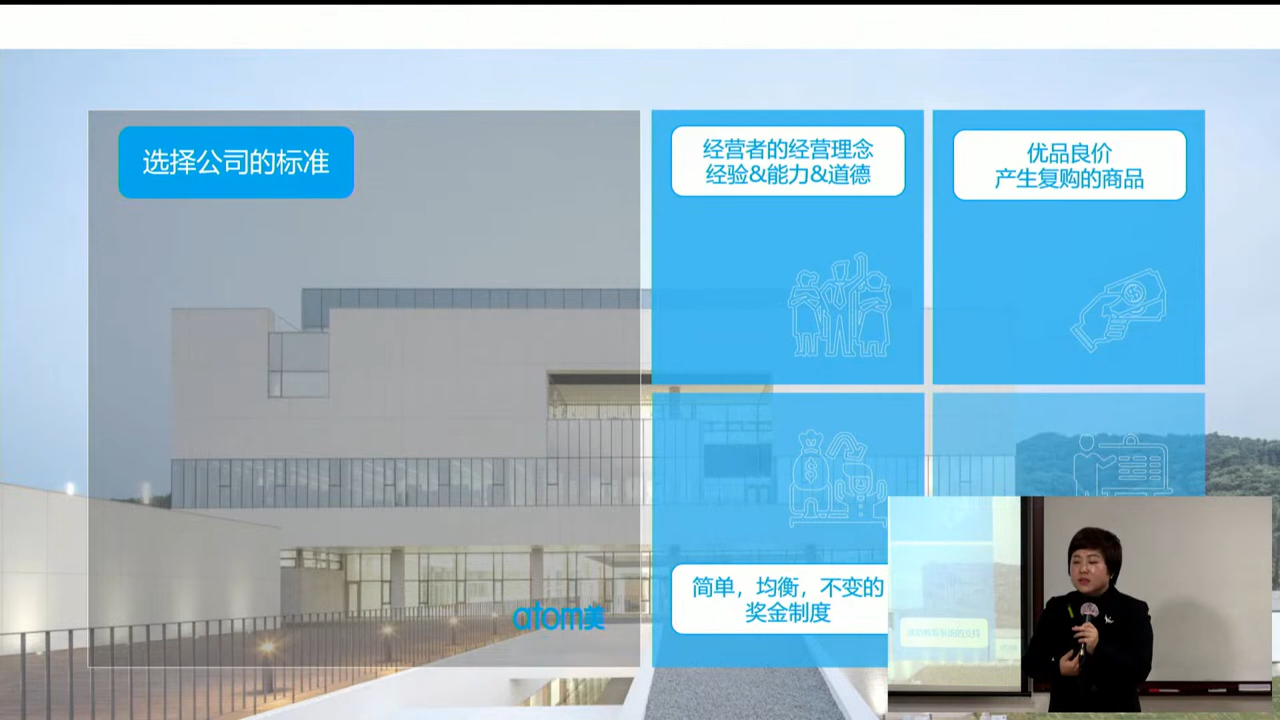 选择公司的标准
经营者的经营理念
经验&能力&道德
优品良价
产生复购的商品
简单，均衡，不变的
奖金制度
atom美